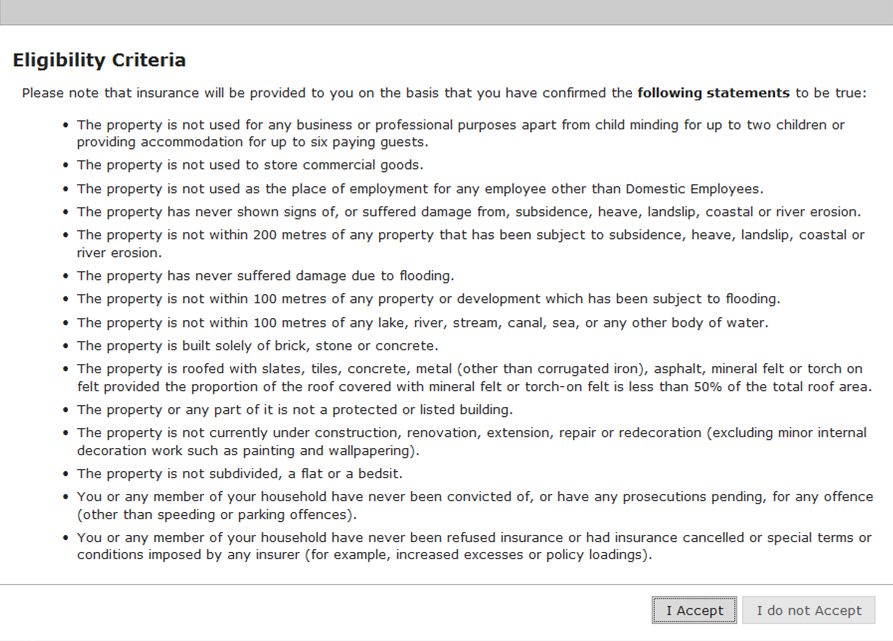 Eligibility Criteria
Please note that insurance will be provided to you on the basis that you have confirmed the following statements to be true:
• The property is not used for any business or professional purposes apart from child minding for up to two children or
providing accommodation for up to six paying guests.
• The property is not used to store commercial goods.
• The property is not used as the place of employment for any employee other than Domestic Employees.
• The property has never shown signs of, or suffered damage from, subsidence, heave, landslip, coastal or river erosion.
• The property is not within 200 metres of any property that has been subject to subsidence, heave, landslip, coastal or
river erosion.
• The property has never suffered damage due to flooding.
• The property is not within 100 metres of any property or development which has been subject to flooding.
• The property is not within 100 metres of any lake, river, stream, canal, sea, or any other body of water.
• The property is built solely of brick, stone or concrete.
• The property is roofed with slates, tiles, concrete, metal (other than corrugated iron), asphalt, mineral felt or torch on
felt provided the proportion of the roof covered with mineral felt or torch-on felt is less than 50% of the total roof area.
• The property or any part of it is not a protected or listed building.
• The property is not currently under construction, renovation, extension, repair or redecoration (excluding minor internal
decoration work such as painting and wallpapering).
• The property is not subdivided, a flat or a bedsit.
• You or any member of your household have never been convicted of, or have any prosecutions pending, for any offence
(other than speeding or parking offences).
• You or any member of your household have never been refused insurance or had insurance cancelled or special terms or
conditions imposed by any insurer (for example, increased excesses or policy loadings).
I Accept I do not Accept